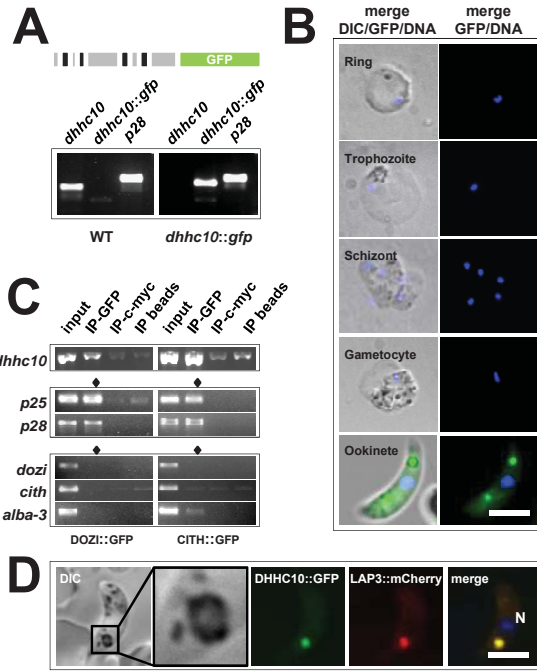 A
GFP
dhhc10 dhhc10::gfp p28 dhhc10 dhhc10::gfp p28
WT dhhc10::gfp
B
merge DIC/GFP/DNA merge GFP/DNA
Ring
Trophozoite
Schizont
Gametocyte
Ookinete
C
input IP-GFP IP-c-myc IP beads input IP-GFP IP-c-myc IP beads
dhhc10
p25
p28
dozi
cith
alba-3
DOZI::GFP CITH::GFP
D
DIC DHHC10::GFP LAP3::mCherry merge
N